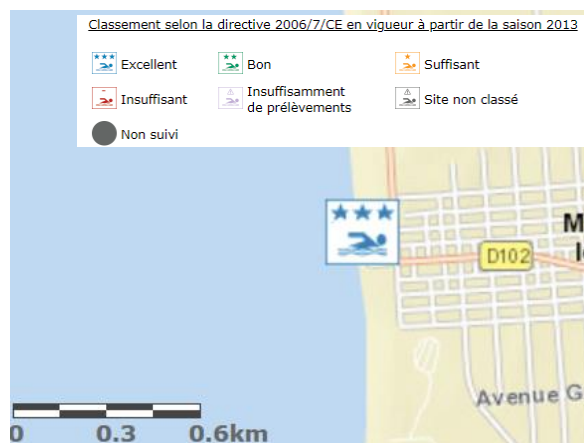 Classement selon la directive 2006/7/CE en vigueur à partir de la saison 2013
Excellent
Bon
Suffisant
Insuffisant
Insuffisamment
de prélèvements
Site non classé
Non suivi
M
l
D102
Avenue G
0 0.3 0.6km